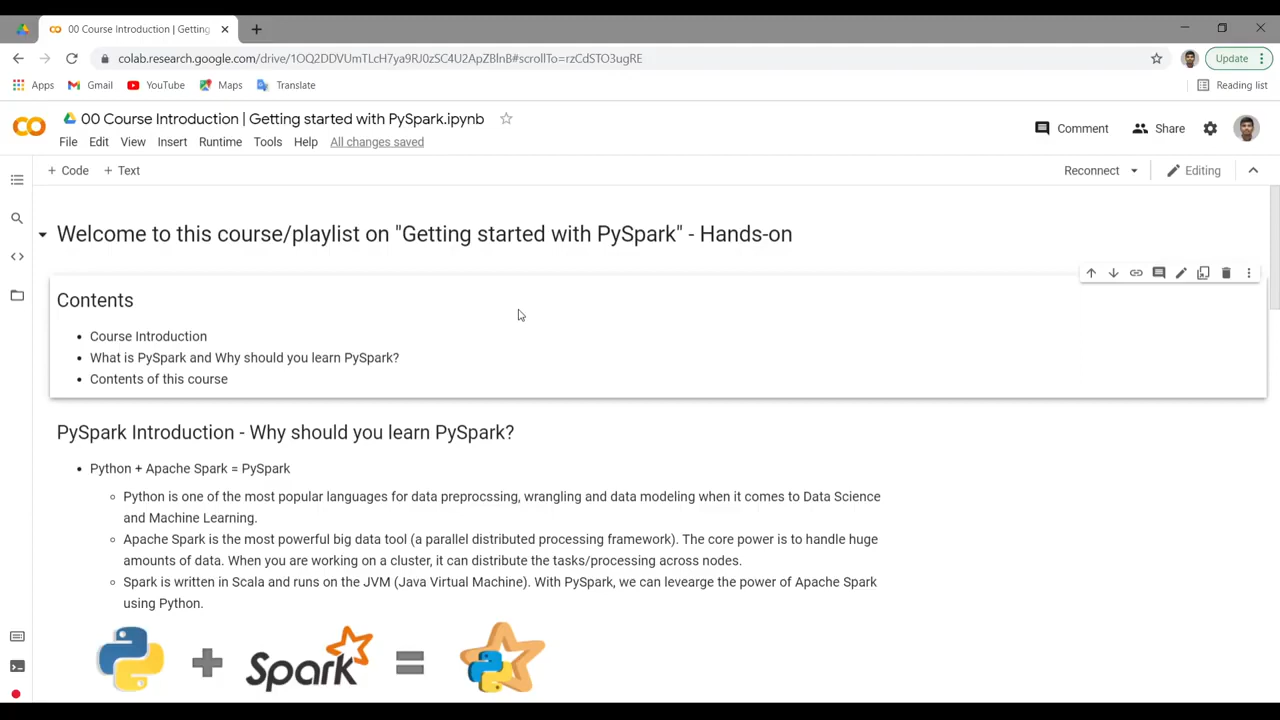 00 Course Introduction | Getting
colab.research.google.com/drive/1OQ2DDVUmTLcH7ya9RJ0zSC4U2ApZBlnB#scrollTo=rzCdSTO3ugRE
Update
Apps Gmail YouTube Maps Translate Reading list
00 Course Introduction | Getting started with PySpark.ipynb
Comment Share
File Edit View Insert Runtime Tools Help All changes saved
+ Code + Text Reconnect Editing
Welcome to this course/playlist on "Getting started with PySpark" - Hands-on
Contents
• Course Introduction
• What is PySpark and Why should you learn PySpark?
• Contents of this course
PySpark Introduction - Why should you learn PySpark?
• Python + Apache Spark = PySpark
◦ Python is one of the most popular languages for data preprocssing, wrangling and data modeling when it comes to Data Science
and Machine Learning.
◦ Apache Spark is the most powerful big data tool (a parallel distributed processing framework). The core power is to handle huge
amounts of data. When you are working on a cluster, it can distribute the tasks/processing across nodes.
◦ Spark is written in Scala and runs on the JVM (Java Virtual Machine). With PySpark, we can levearge the power of Apache Spark
using Python.
+ Spark =